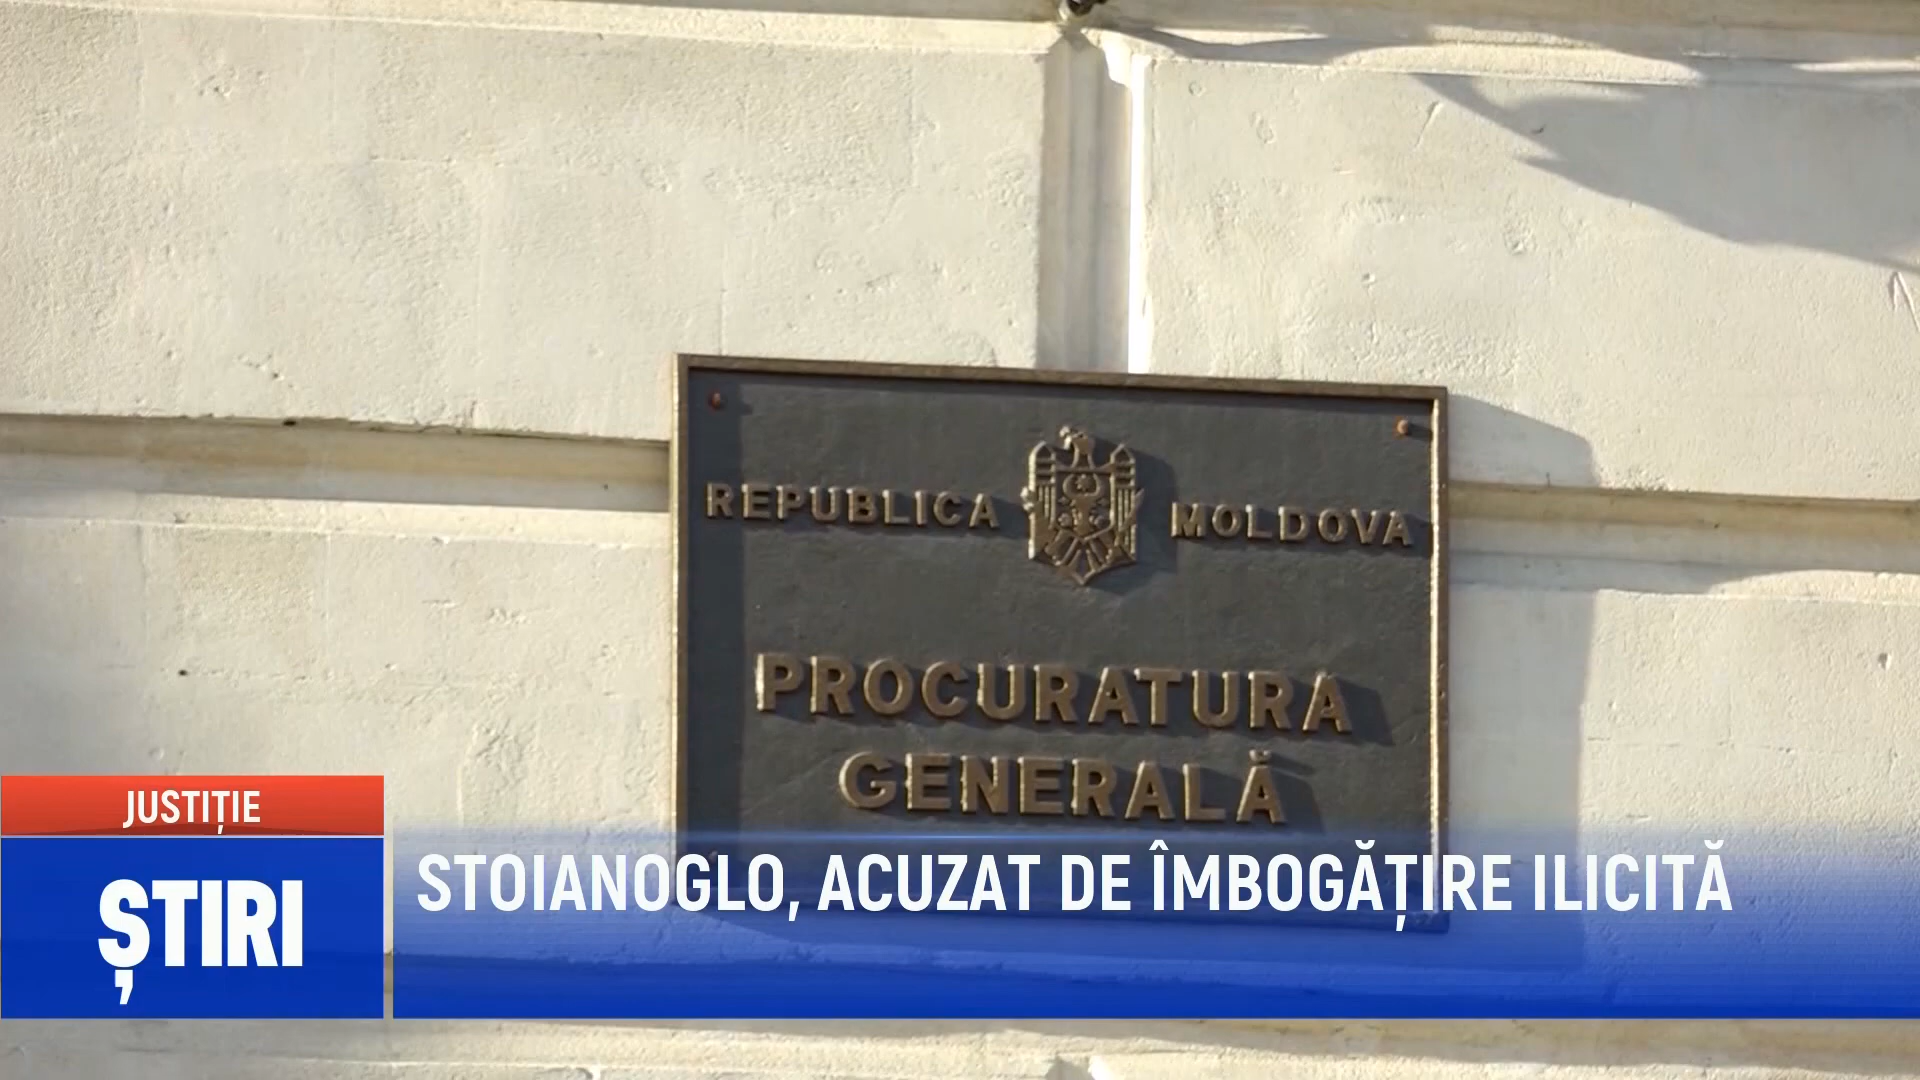 REPUBLICA MOLDOVA
PROCURATURA
GENERALĂ
JUSTIȚIE
ȘTIRI
STOIANOGLO, ACUZAT DE ÎMBOGĂȚIRE ILICITĂ